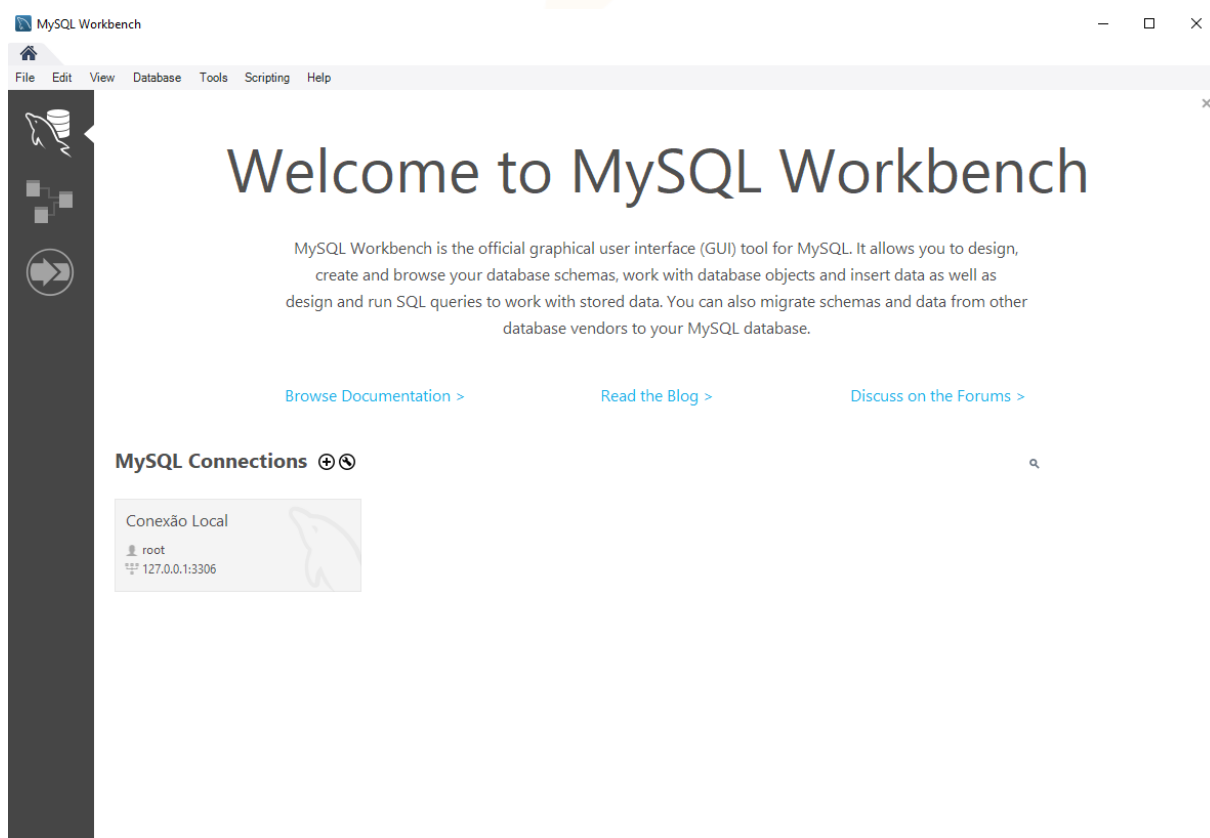 MySQL Workbench
File Edit View Database Tools Scripting Help
Welcome to MySQL Workbench
MySQL Workbench is the official graphical user interface (GUI) tool for MySQL. It allows you to design,
create and browse your database schemas, work with database objects and insert data as well as
design and run SQL queries to work with stored data. You can also migrate schemas and data from other
database vendors to your MySQL database.
Browse Documentation > Read the Blog > Discuss on the Forums >
MySQL Connections
Conexão Local
root
127.0.0.1:3306